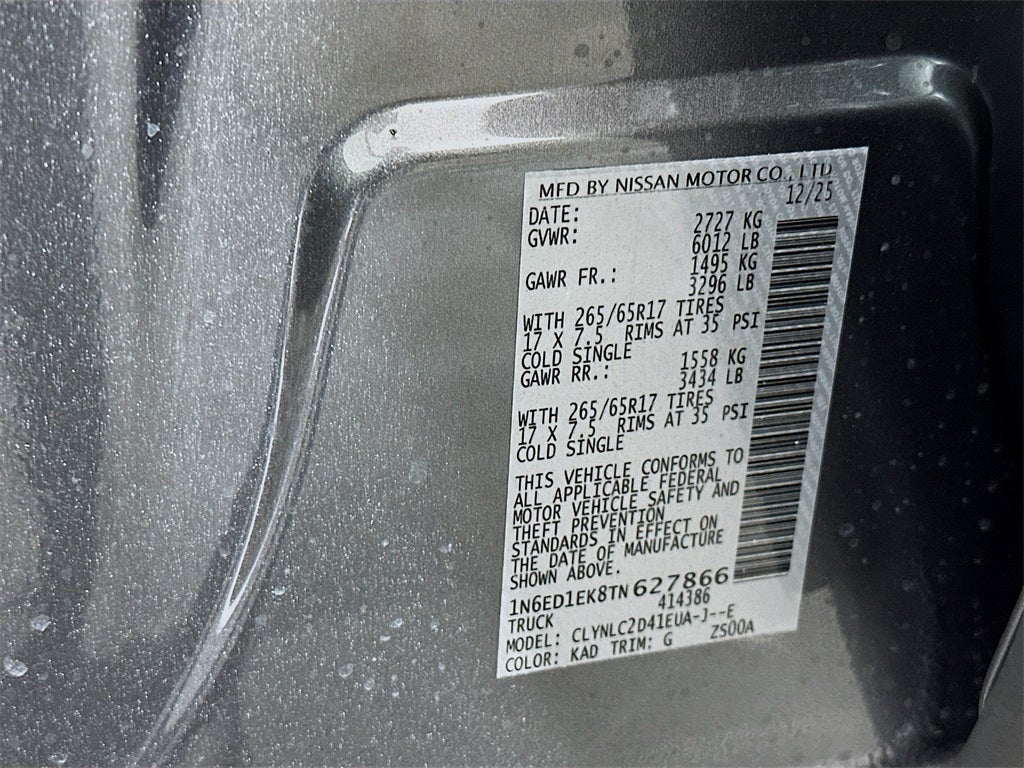 MFD BY NISSAN MOTOR CO., LTD
DATE: 12/25
GVWR: 2727 KG
6012 LB
GAWR FR.: 1495 KG
3296 LB
WITH 265/65R17 TIRES
17 X 7.5 RIMS AT 35 PSI
COLD SINGLE
GAWR RR.: 1558 KG
3434 LB
WITH 265/65R17 TIRES
17 X 7.5 RIMS AT 35 PSI
COLD SINGLE
THIS VEHICLE CONFORMS TO
ALL APPLICABLE FEDERAL
MOTOR VEHICLE SAFETY AND
THEFT PREVENTION
STANDARDS IN EFFECT ON
THE DATE OF MANUFACTURE
SHOWN ABOVE.
1N6ED1EK8TN627866
TRUCK 414386
MODEL: CLYNLC2D41EUA-J--E
COLOR: KAD TRIM: G ZS00A